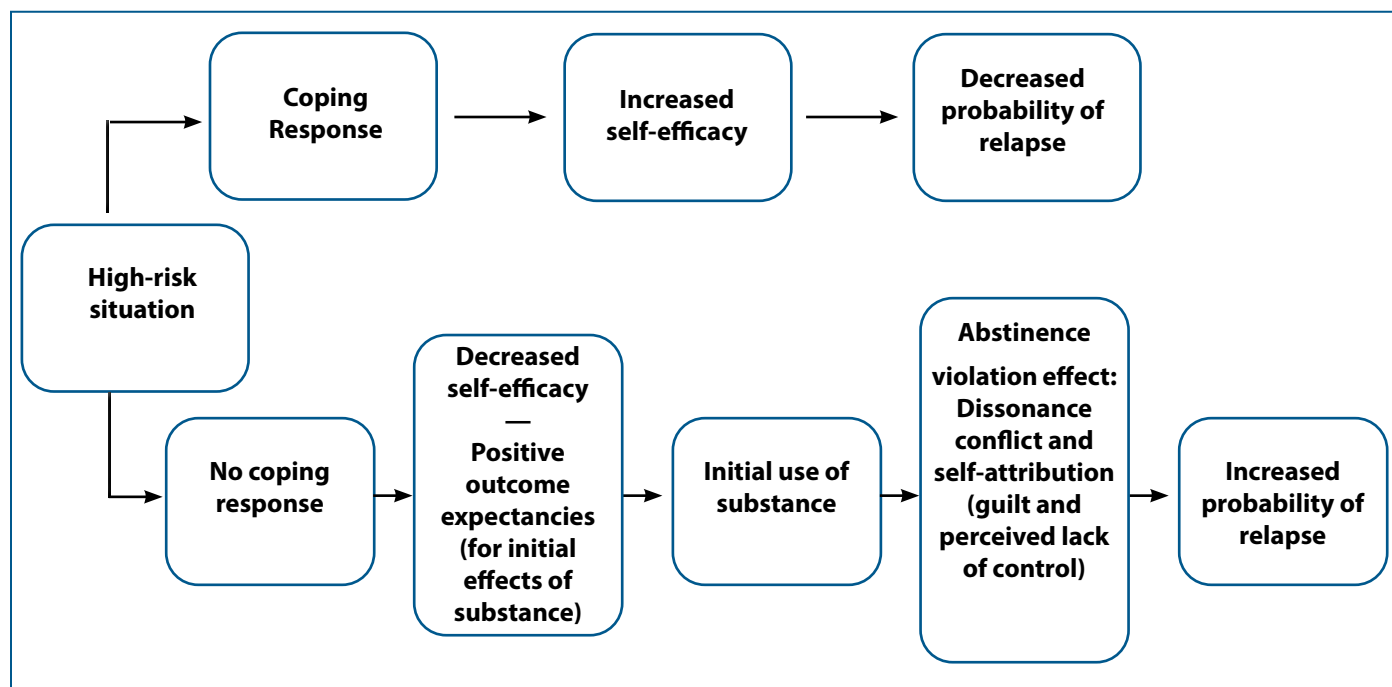 Coping
Response
Increased
self-efficacy
Decreased
probability of
relapse
High-risk
situation
No coping
response
Decreased
self-efficacy
—
Positive
outcome
expectancies
(for initial
effects of
substance)
Initial use of
substance
Abstinence
violation effect:
Dissonance
conflict and
self-attribution
(guilt and
perceived lack
of control)
Increased
probability of
relapse